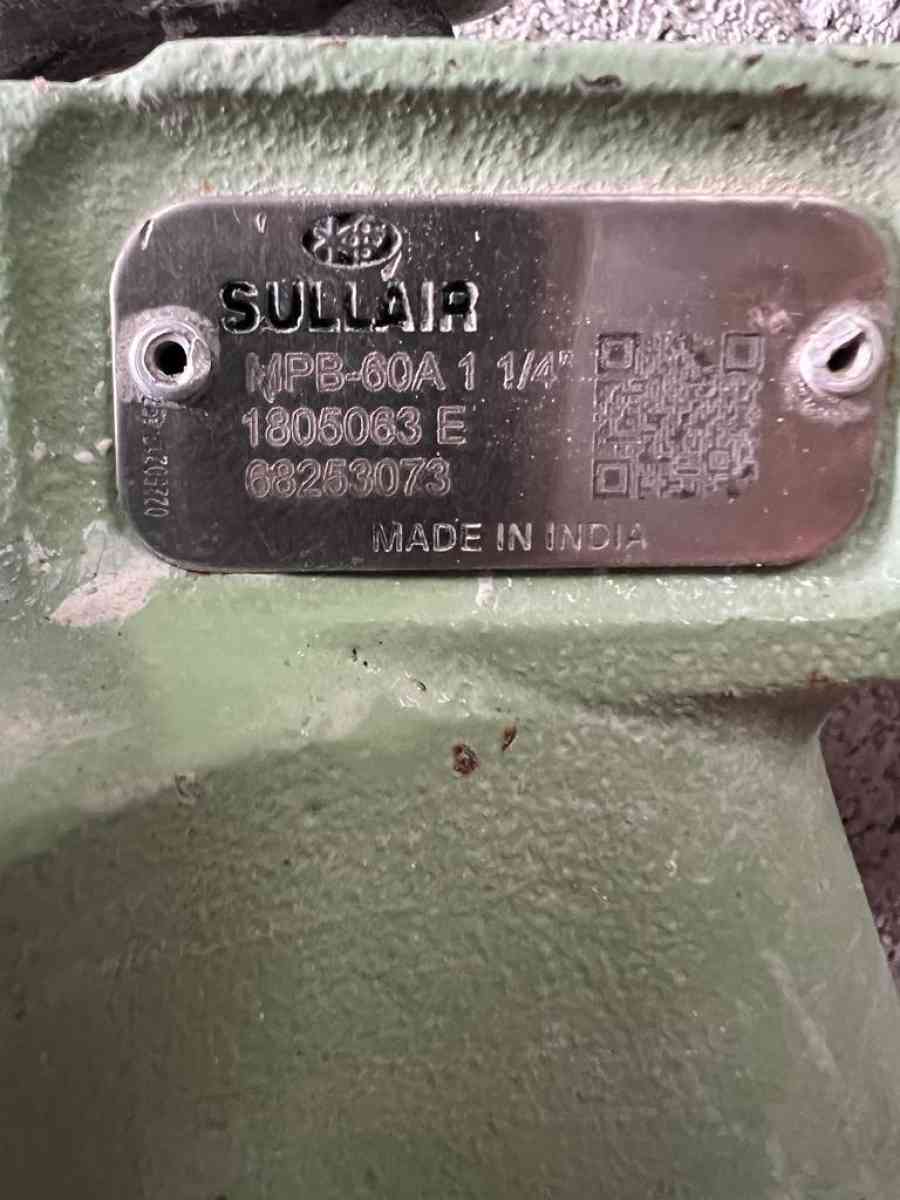 SULLAIR
MPB-60A 1 1/4"
1805063 E
68253073
MADE IN INDIA